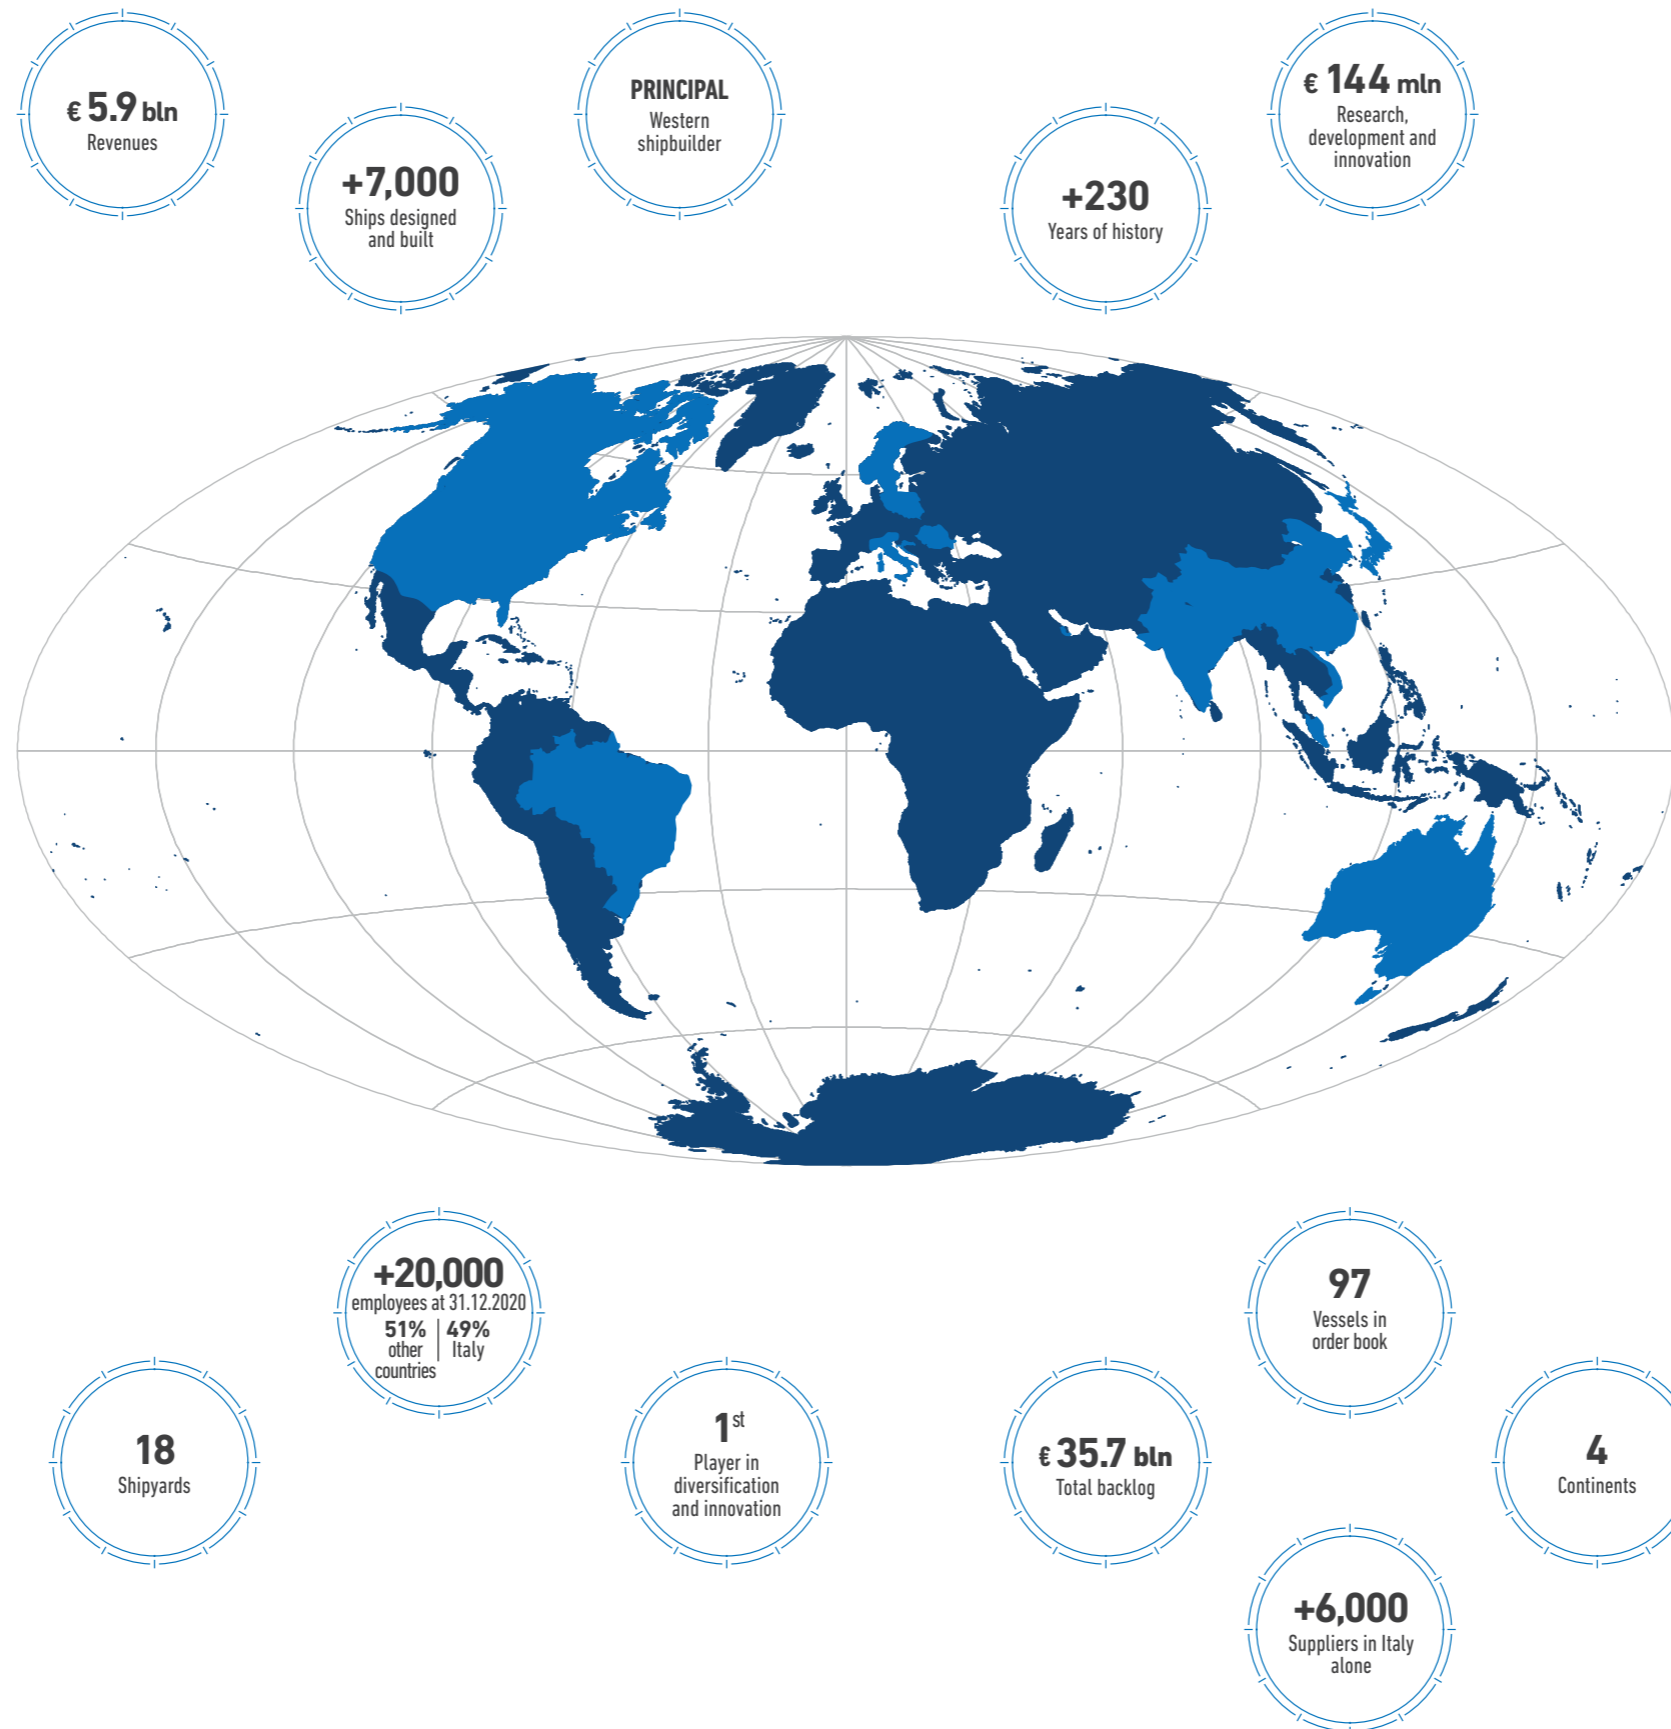 € 5.9 bln
Revenues
+7,000
Ships designed
and built
PRINCIPAL
Western
shipbuilder
+230
Years of history
€ 144 mln
Research,
development and
innovation
+20,000
employees at 31.12.2020
51%
other
countries
49%
Italy
18
Shipyards
1st
Player in
diversification
and innovation
€ 35.7 bln
Total backlog
97
Vessels in
order book
4
Continents
+6,000
Suppliers in Italy
alone